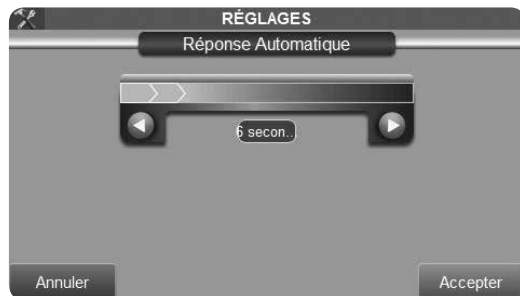 RÉGLAGES
Réponse Automatique
6 secon...
Annuler
Accepter